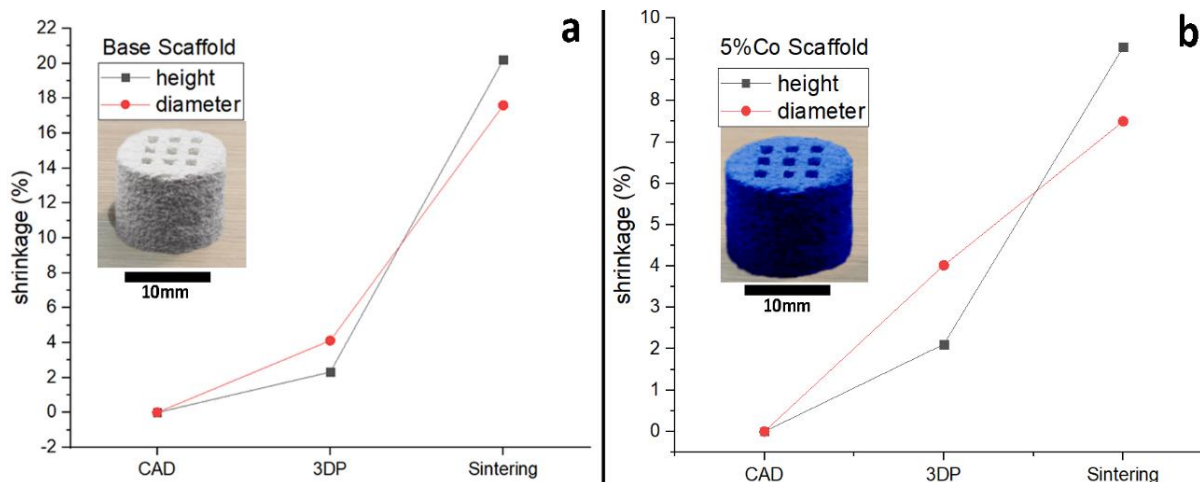 a
Base Scaffold
height
diameter
10mm
shrinkage (%)
22
20
18
16
14
12
10
8
6
4
2
0
-2
CAD 3DP Sintering
b
5%Co Scaffold
height
diameter
10mm
shrinkage (%)
10
9
8
7
6
5
4
3
2
1
0
CAD 3DP Sintering